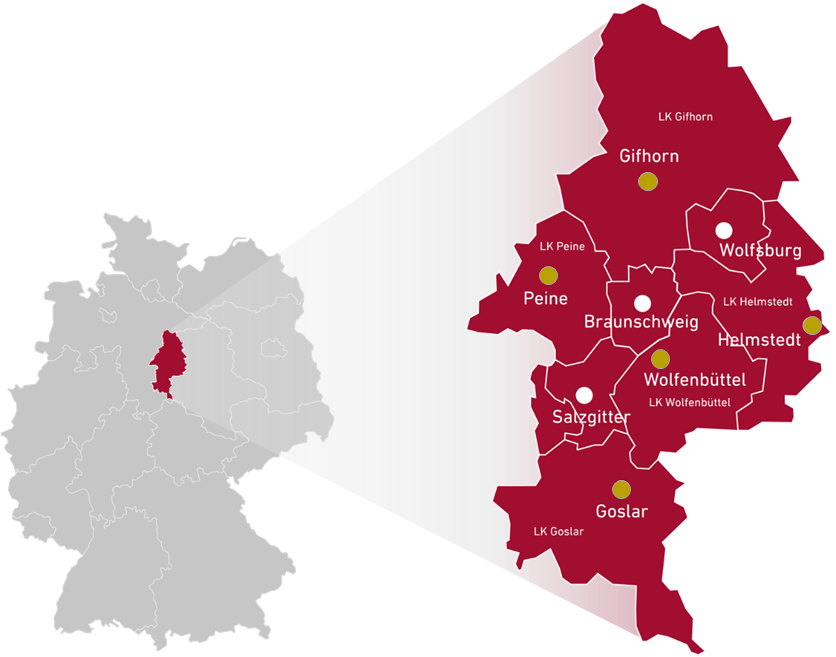 LK Gifhorn
Gifhorn
LK Peine
Wolfsburg
Peine
LK Helmstedt
Braunschweig
Helmstedt
Wolfenbüttel
LK Wolfenbüttel
Salzgitter
Goslar
LK Goslar